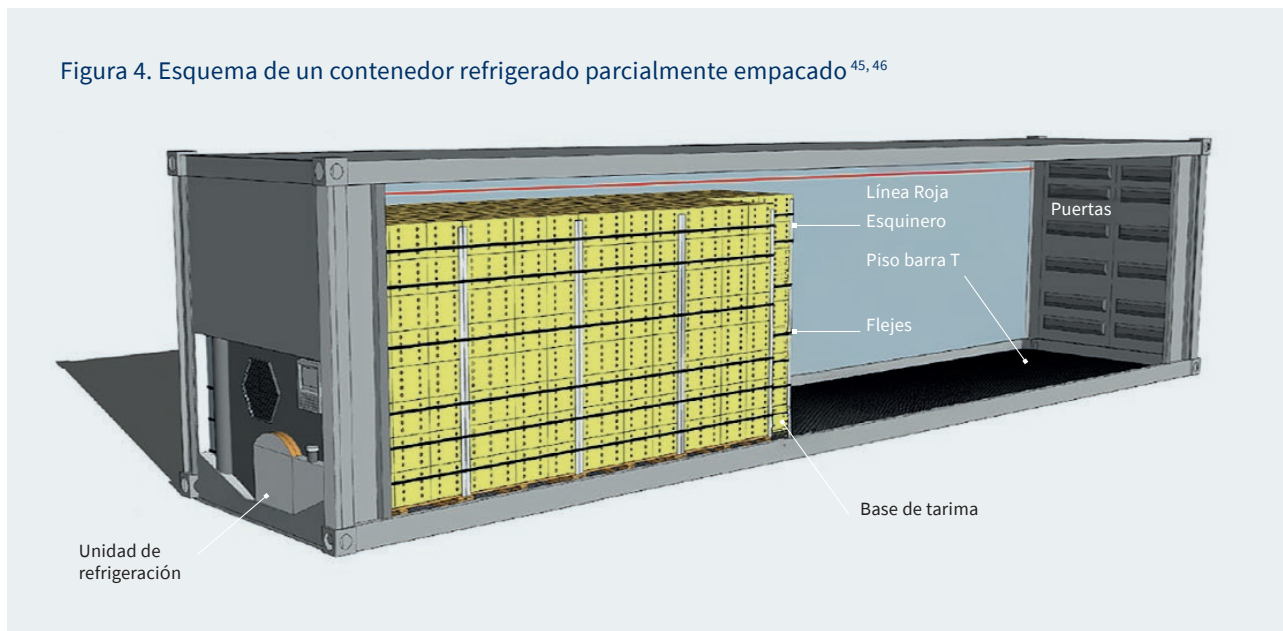 Figura 4. Esquema de un contenedor refrigerado parcialmente empacado 45, 46
Línea Roja
Esquinero
Puertas
Piso barra T
Flejes
Base de tarima
Unidad de
refrigeración